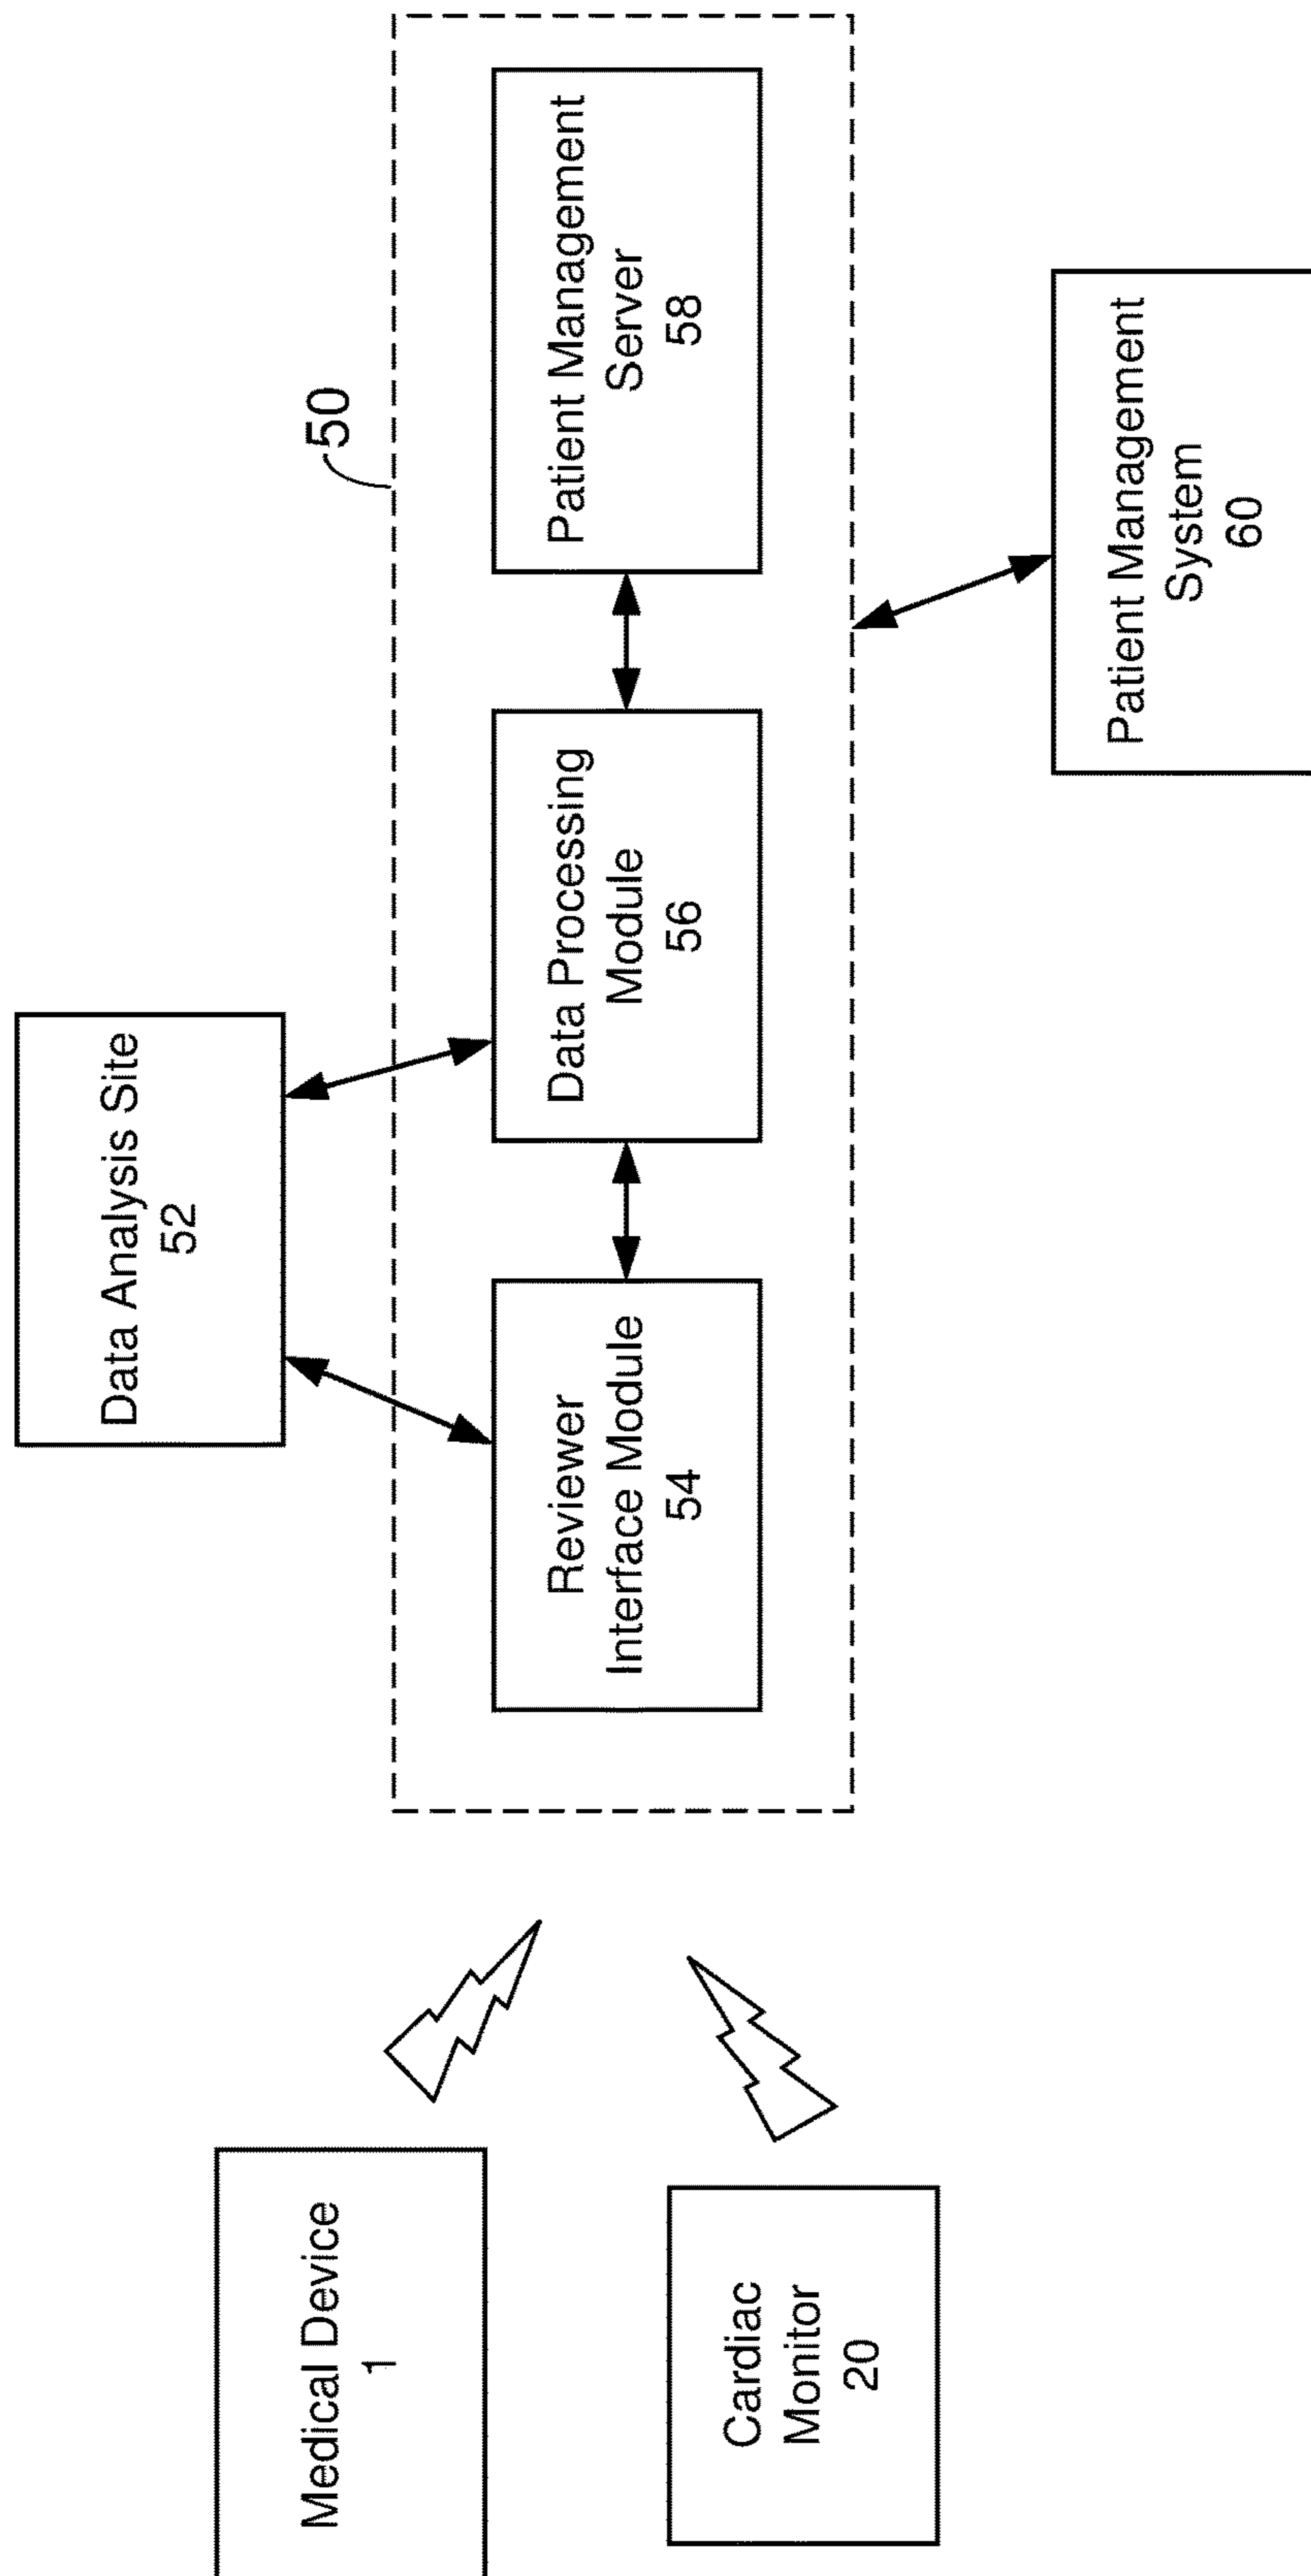 Medical Device
1
Cardiac
Monitor
20
50
Data Analysis Site
52
Reviewer
Interface Module
54
Data Processing
Module
56
Patient Management
Server
58
Patient Management
System
60